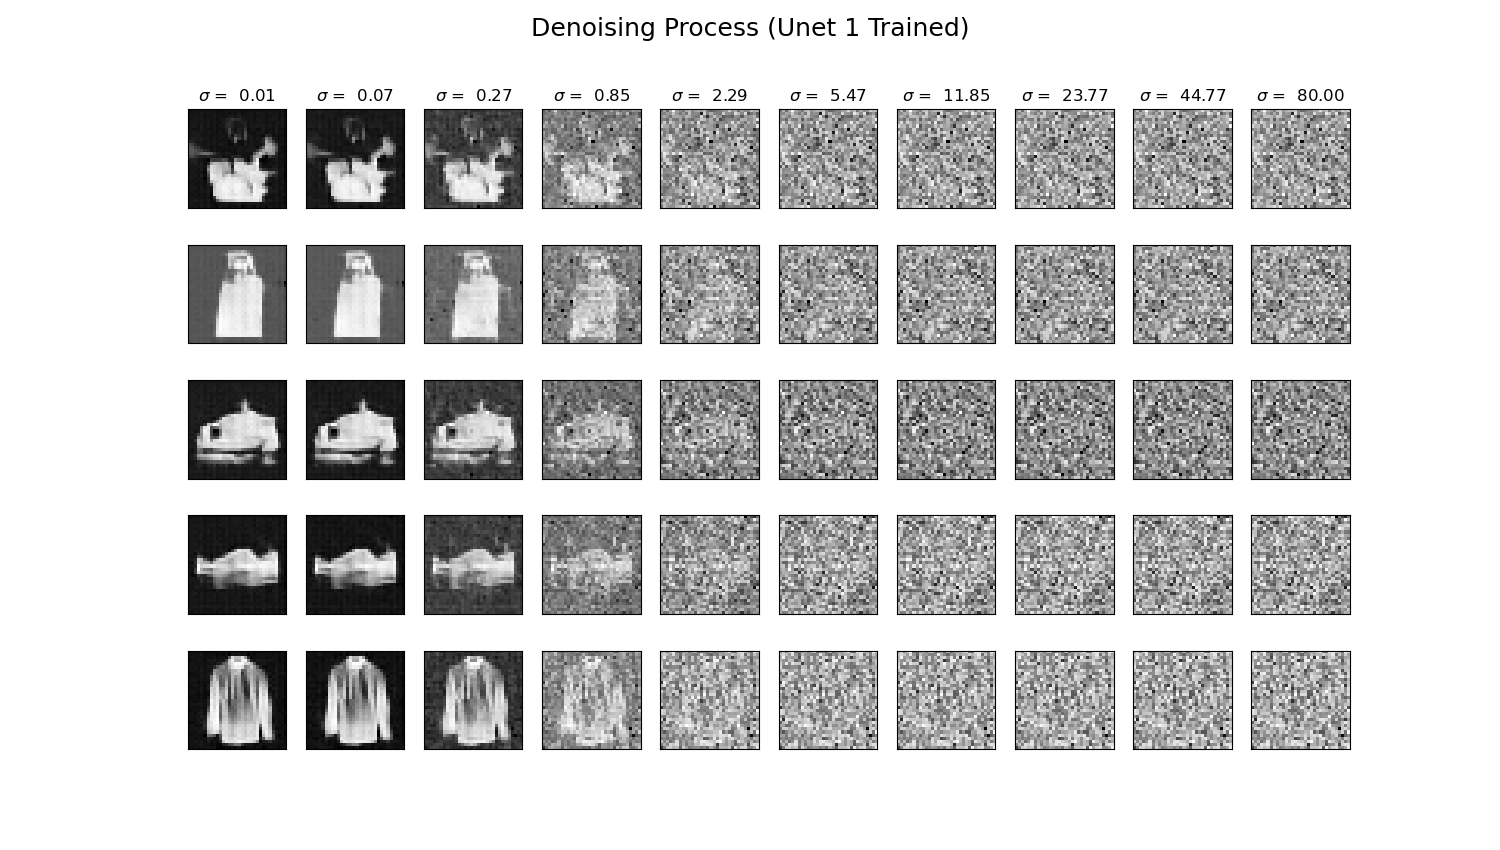 Denoising Process (Unet 1 Trained)
σ = 0.01 σ = 0.07 σ = 0.27 σ = 0.85 σ = 2.29 σ = 5.47 σ = 11.85 σ = 23.77 σ = 44.77 σ = 80.00